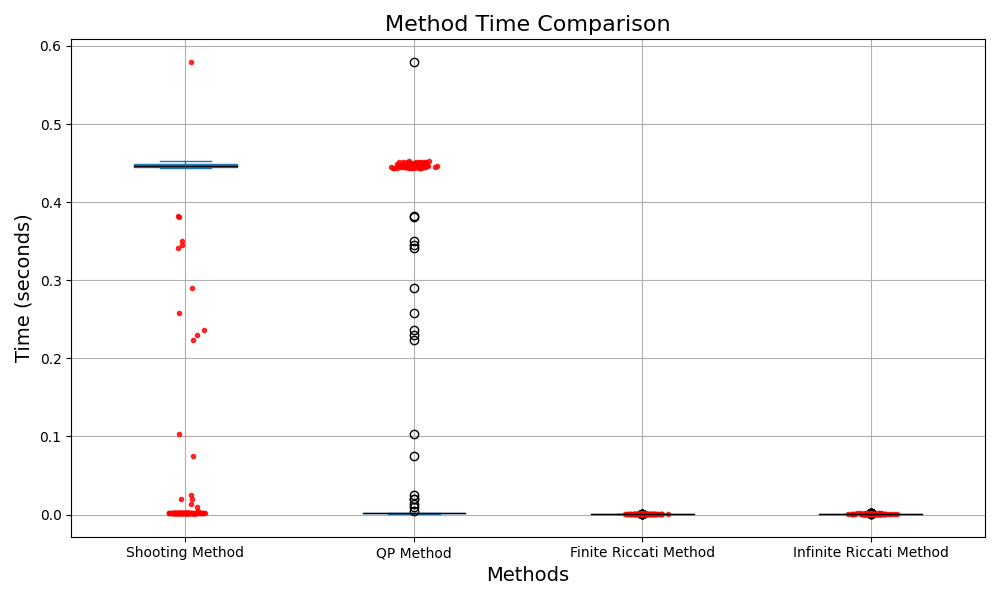 Method Time Comparison
Time (seconds)
0.6
0.5
0.4
0.3
0.2
0.1
0.0
Shooting Method
QP Method
Finite Riccati Method
Infinite Riccati Method
Methods